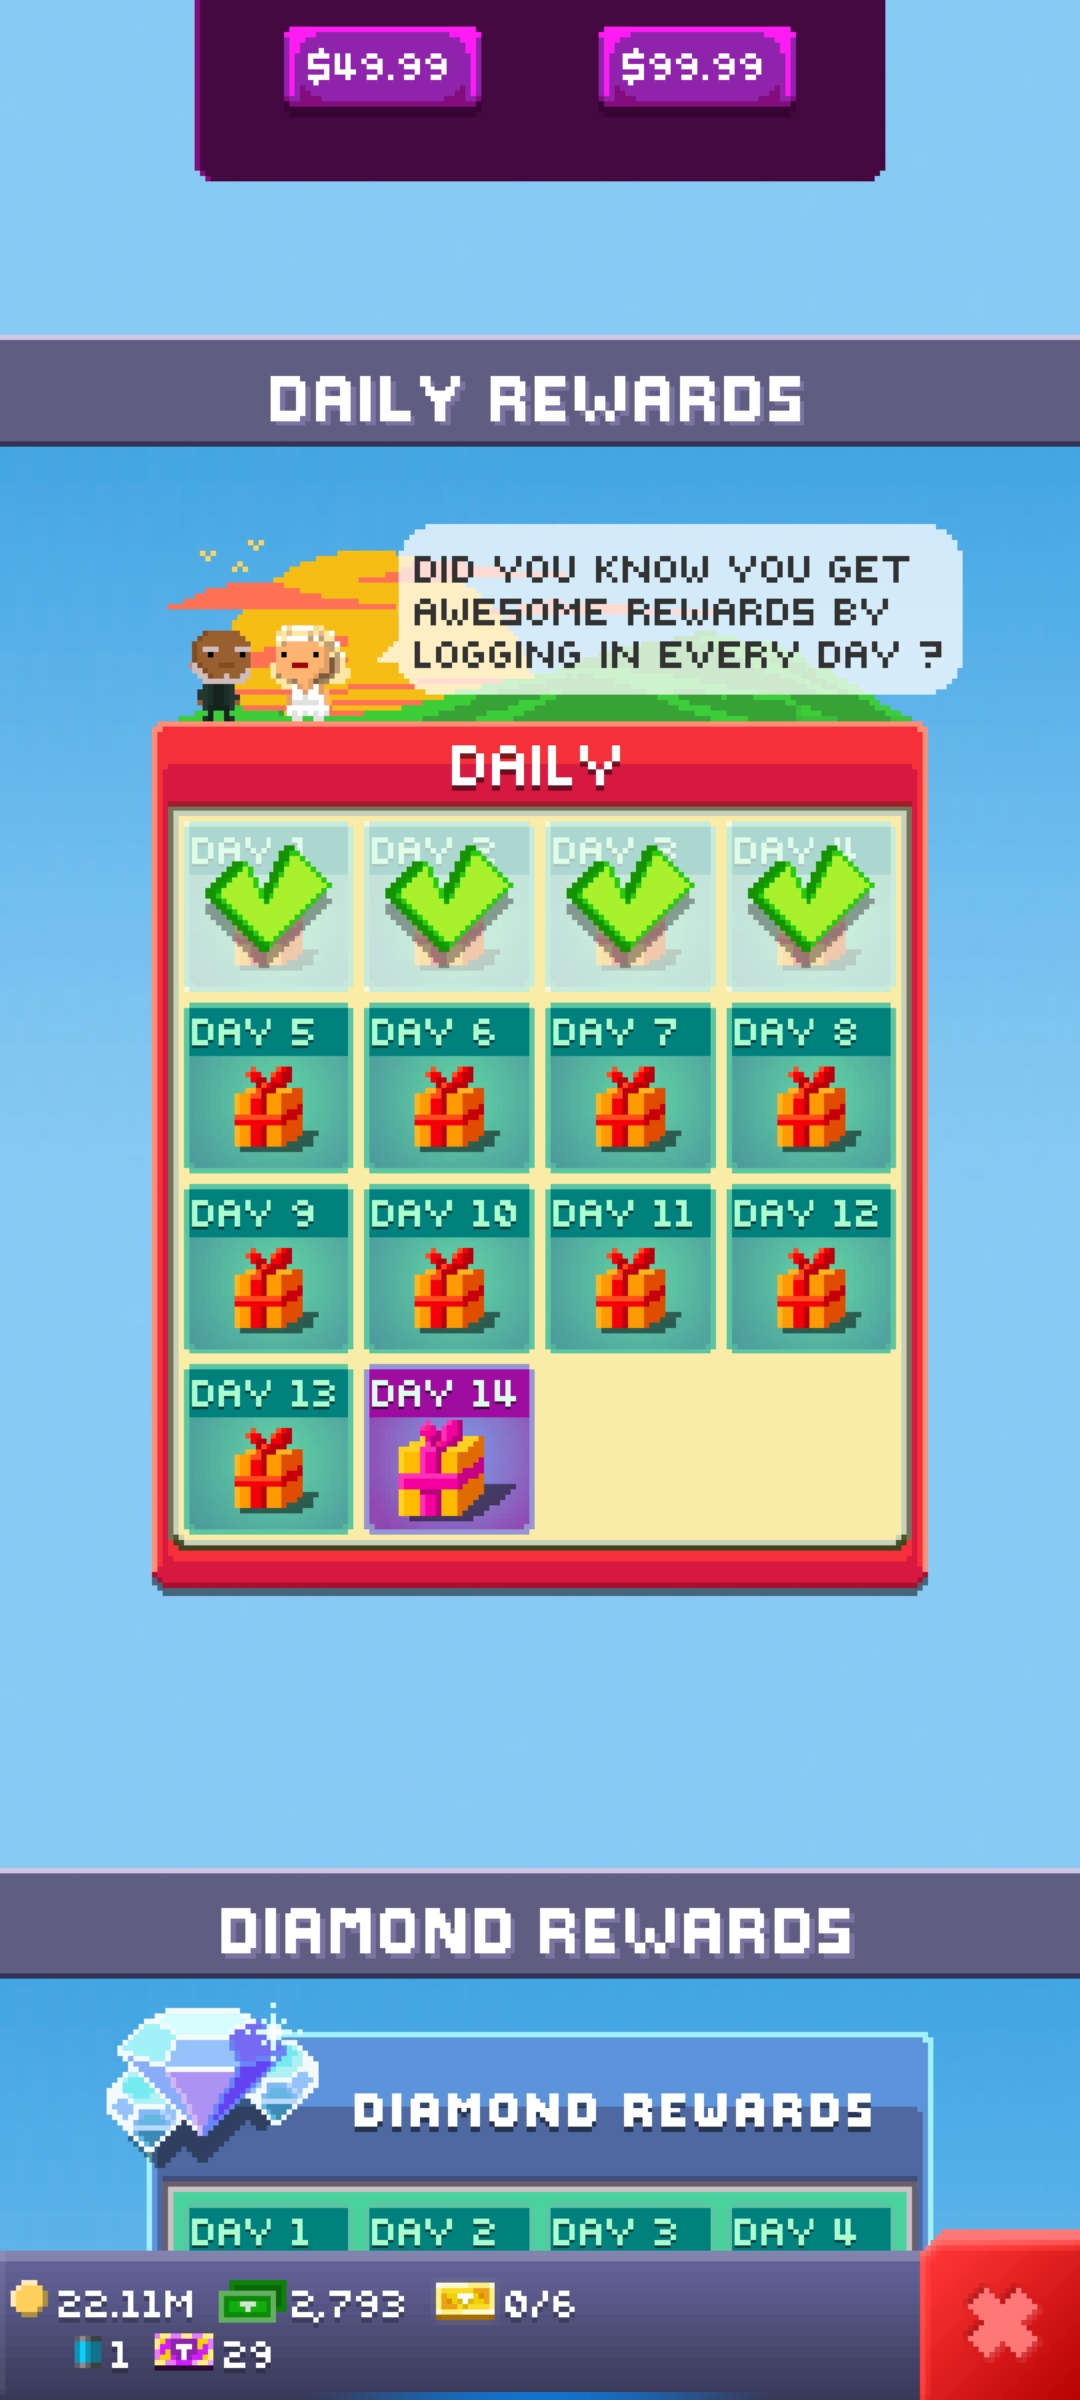 $49.99 $99.99
DAILY REWARDS
DID YOU KNOW YOU GET
AWESOME REWARDS BY
LOGGING IN EVERY DAY ?
DAILY
DAY 1 DAY 2 DAY 3 DAY 4
DAY 5 DAY 6 DAY 7 DAY 8
DAY 9 DAY 10 DAY 11 DAY 12
DAY 13 DAY 14
DIAMOND REWARDS
DIAMOND REWARDS
DAY 1 DAY 2 DAY 3 DAY 4
22.11M 2,793 0/6
1 T 29